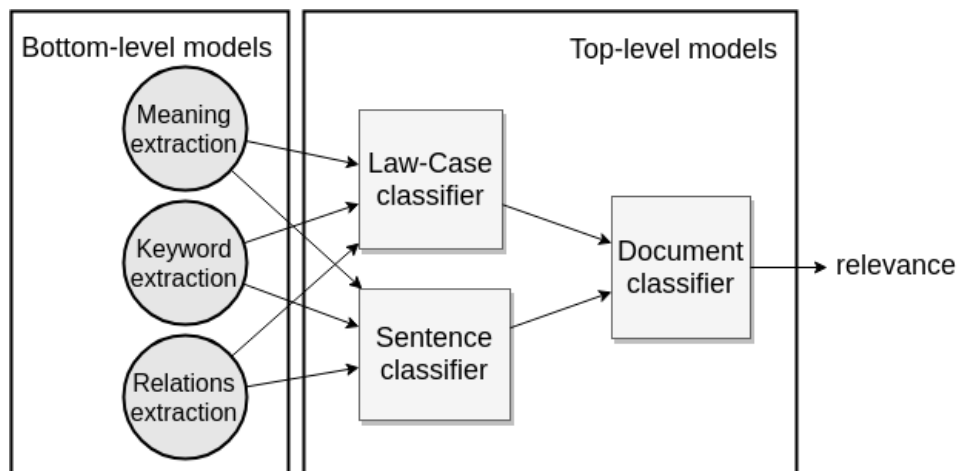 Bottom-level models
Meaning
extraction
Keyword
extraction
Relations
extraction
Top-level models
Law-Case
classifier
Sentence
classifier
Document
classifier
relevance